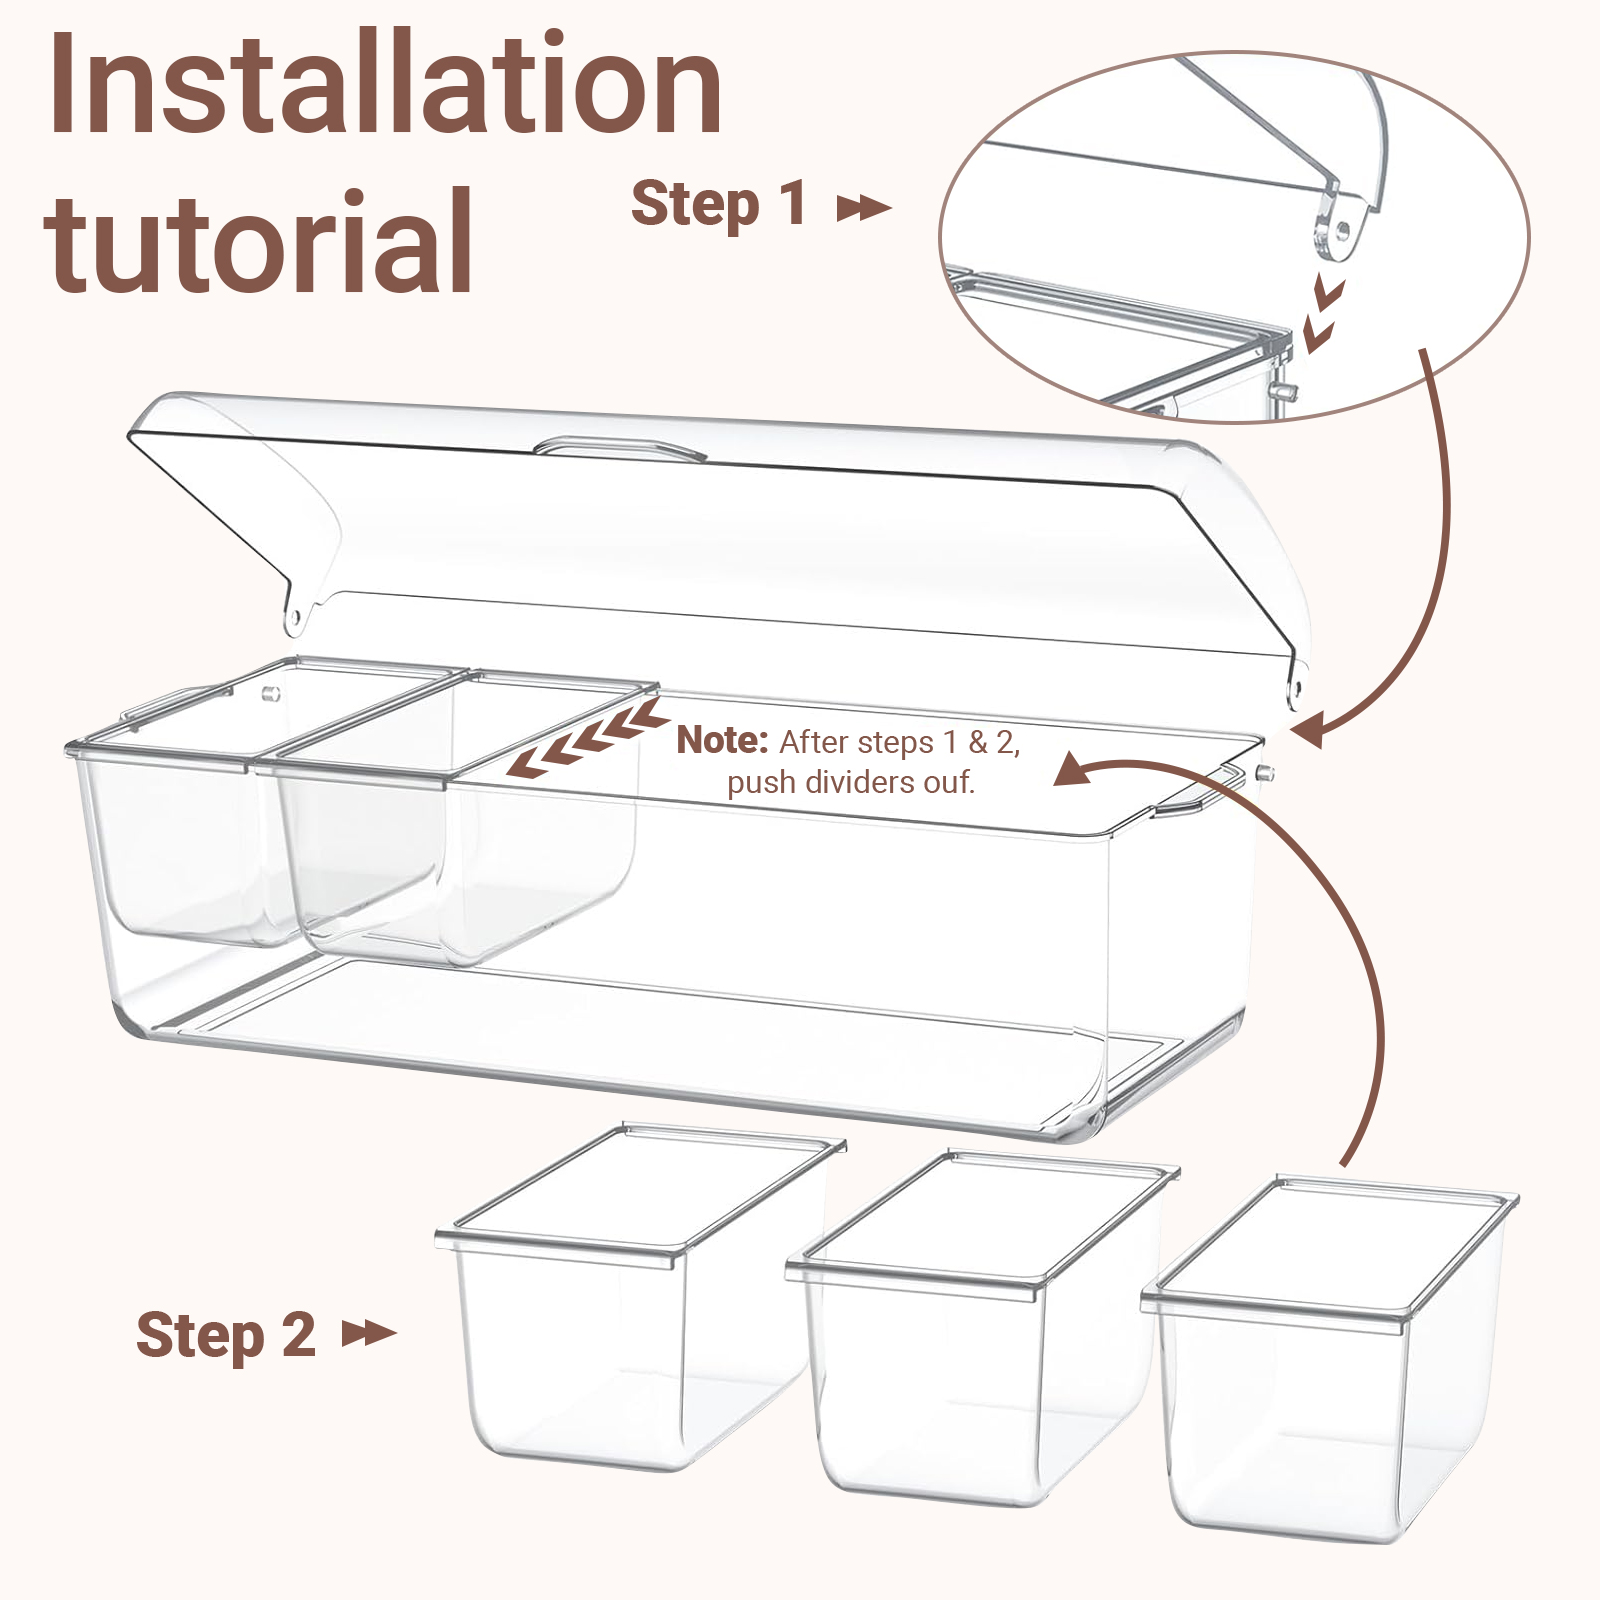 Installation
tutorial
Step 1
Note: After steps 1 & 2,
push dividers ouf.
Step 2